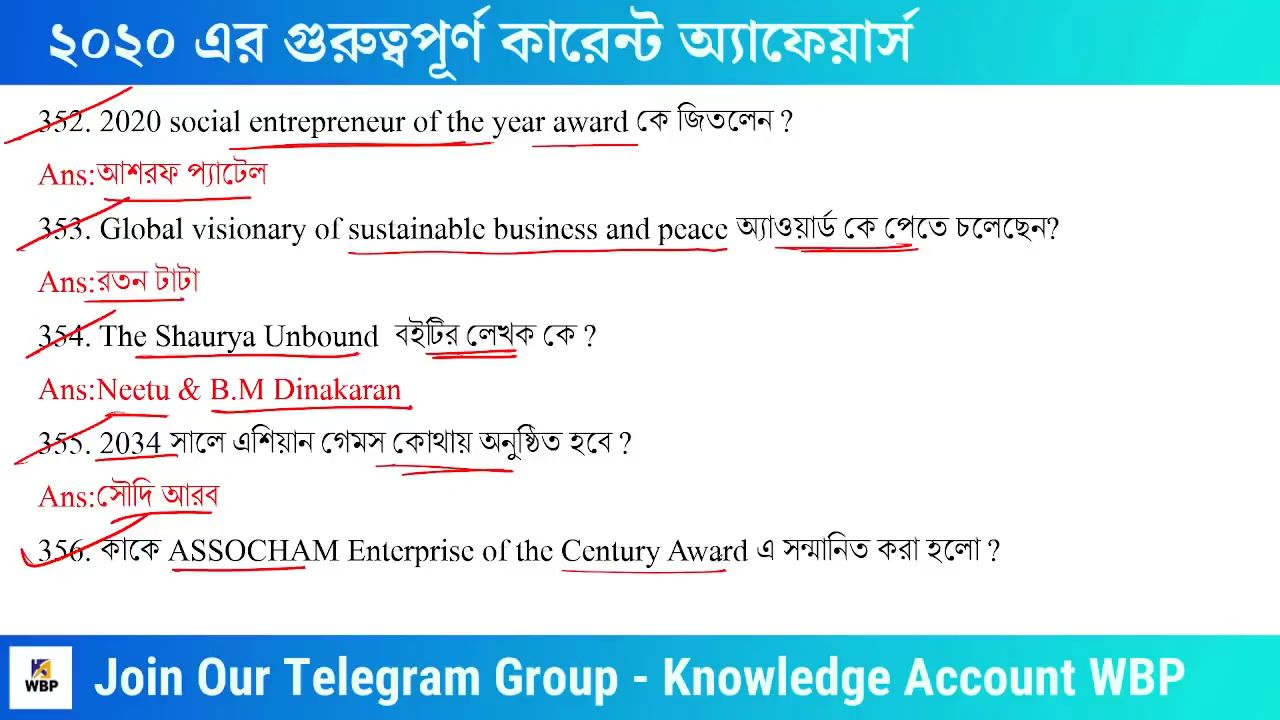 ২০২০ এর গুরুত্বপূর্ণ কারেন্ট অ্যাফেয়ার্স
352. 2020 social entrepreneur of the year award কে জিতলেন ?
Ans:আশরফ প্যাটেল
353. Global visionary of sustainable business and peace অ্যাওয়ার্ড কে পেতে চলেছেন?
Ans:রতন টাটা
354. The Shaurya Unbound বইটির লেখক কে ?
Ans:Neetu & B.M Dinakaran
355. 2034 সালে এশিয়ান গেমস কোথায় অনুষ্ঠিত হবে ?
Ans:সৌদি আরব
356. কাকে ASSOCHAM Enterprise of the Century Award এ সন্মানিত করা হলো ?
WBP
Join Our Telegram Group - Knowledge Account WBP